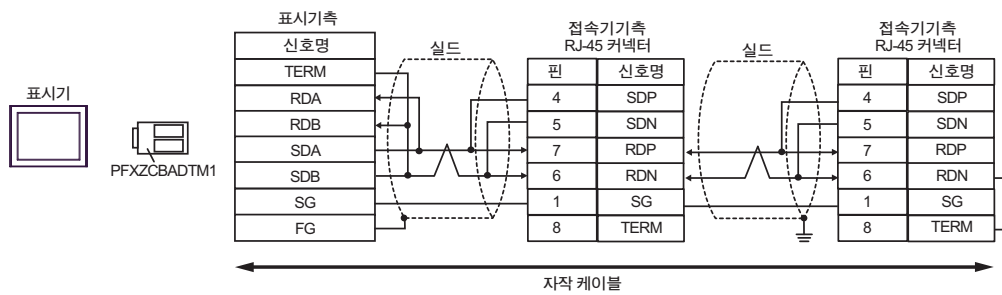 표시기
PFXZCBADTM1
표시기측
신호명
TERM
RDA
RDB
SDA
SDB
SG
FG
실드
접속기기측
RJ-45 커넥터
핀 신호명
4 SDP
5 SDN
7 RDP
6 RDN
1 SG
8 TERM
실드
접속기기측
RJ-45 커넥터
핀 신호명
4 SDP
5 SDN
7 RDP
6 RDN
1 SG
8 TERM
자작 케이블